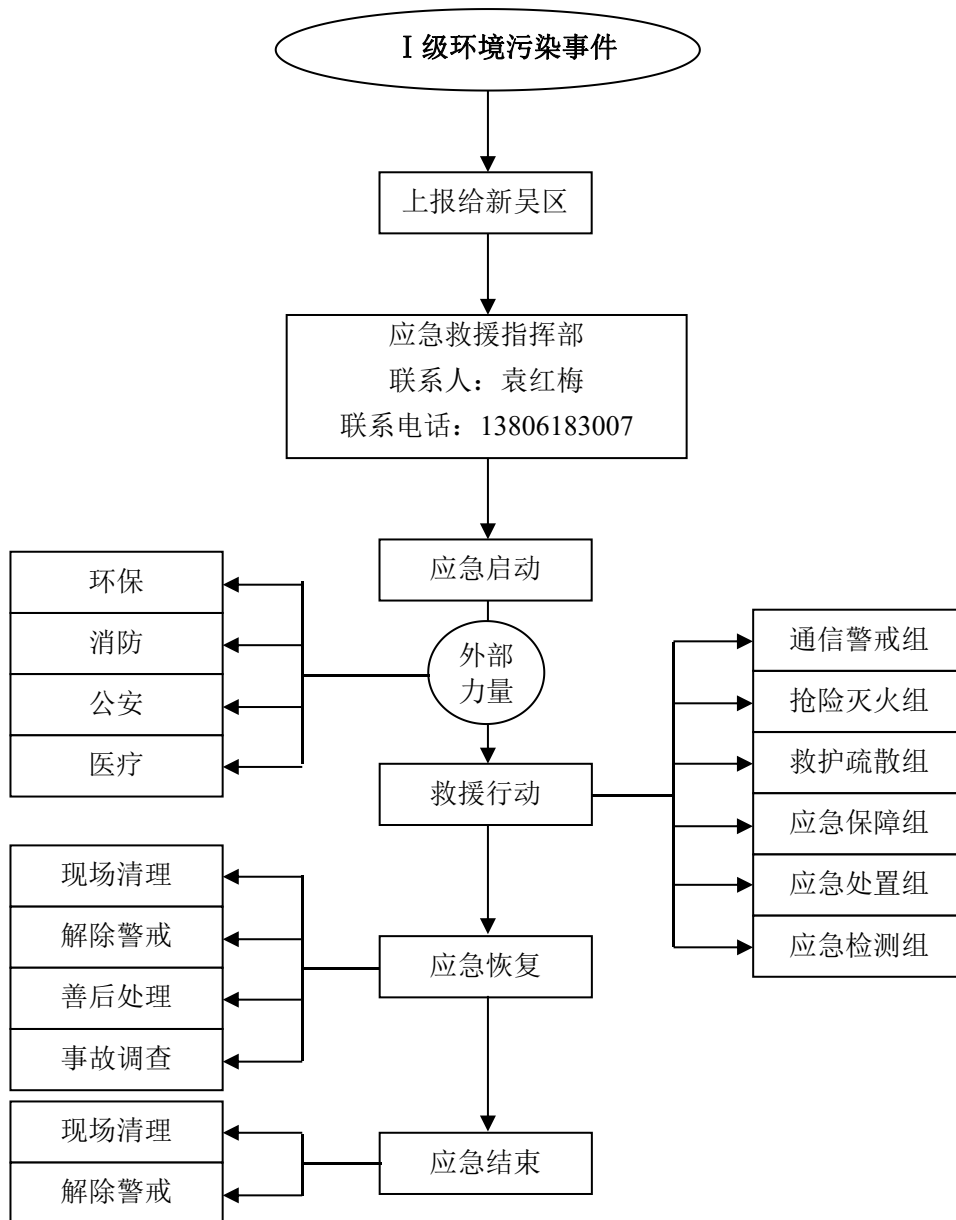 Ⅰ级环境污染事件
上报给新吴区
应急救援指挥部
联系人：袁红梅
联系电话：13806183007
应急启动
外部
力量
环保
消防
公安
医疗
救援行动
通信警戒组
抢险灭火组
救护疏散组
应急保障组
应急处置组
应急检测组
应急恢复
现场清理
解除警戒
善后处理
事故调查
应急结束
现场清理
解除警戒